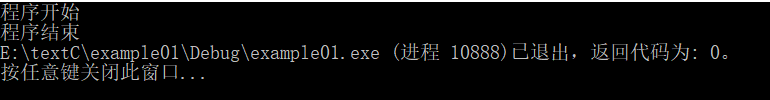 程序开始
程序结束
E:\textC\example01\Debug\example01.exe (进程 10888)已退出，返回代码为: 0。
按任意键关闭此窗口...